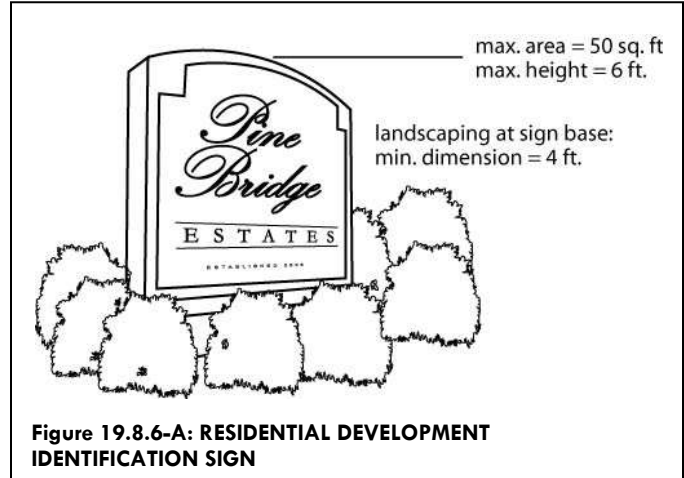 max. area = 50 sq. ft
max. height = 6 ft.
landscaping at sign base:
min. dimension = 4 ft.
Pine
Bridge
ESTATES
ESTABLISHED
Figure 19.8.6-A: RESIDENTIAL DEVELOPMENT
IDENTIFICATION SIGN